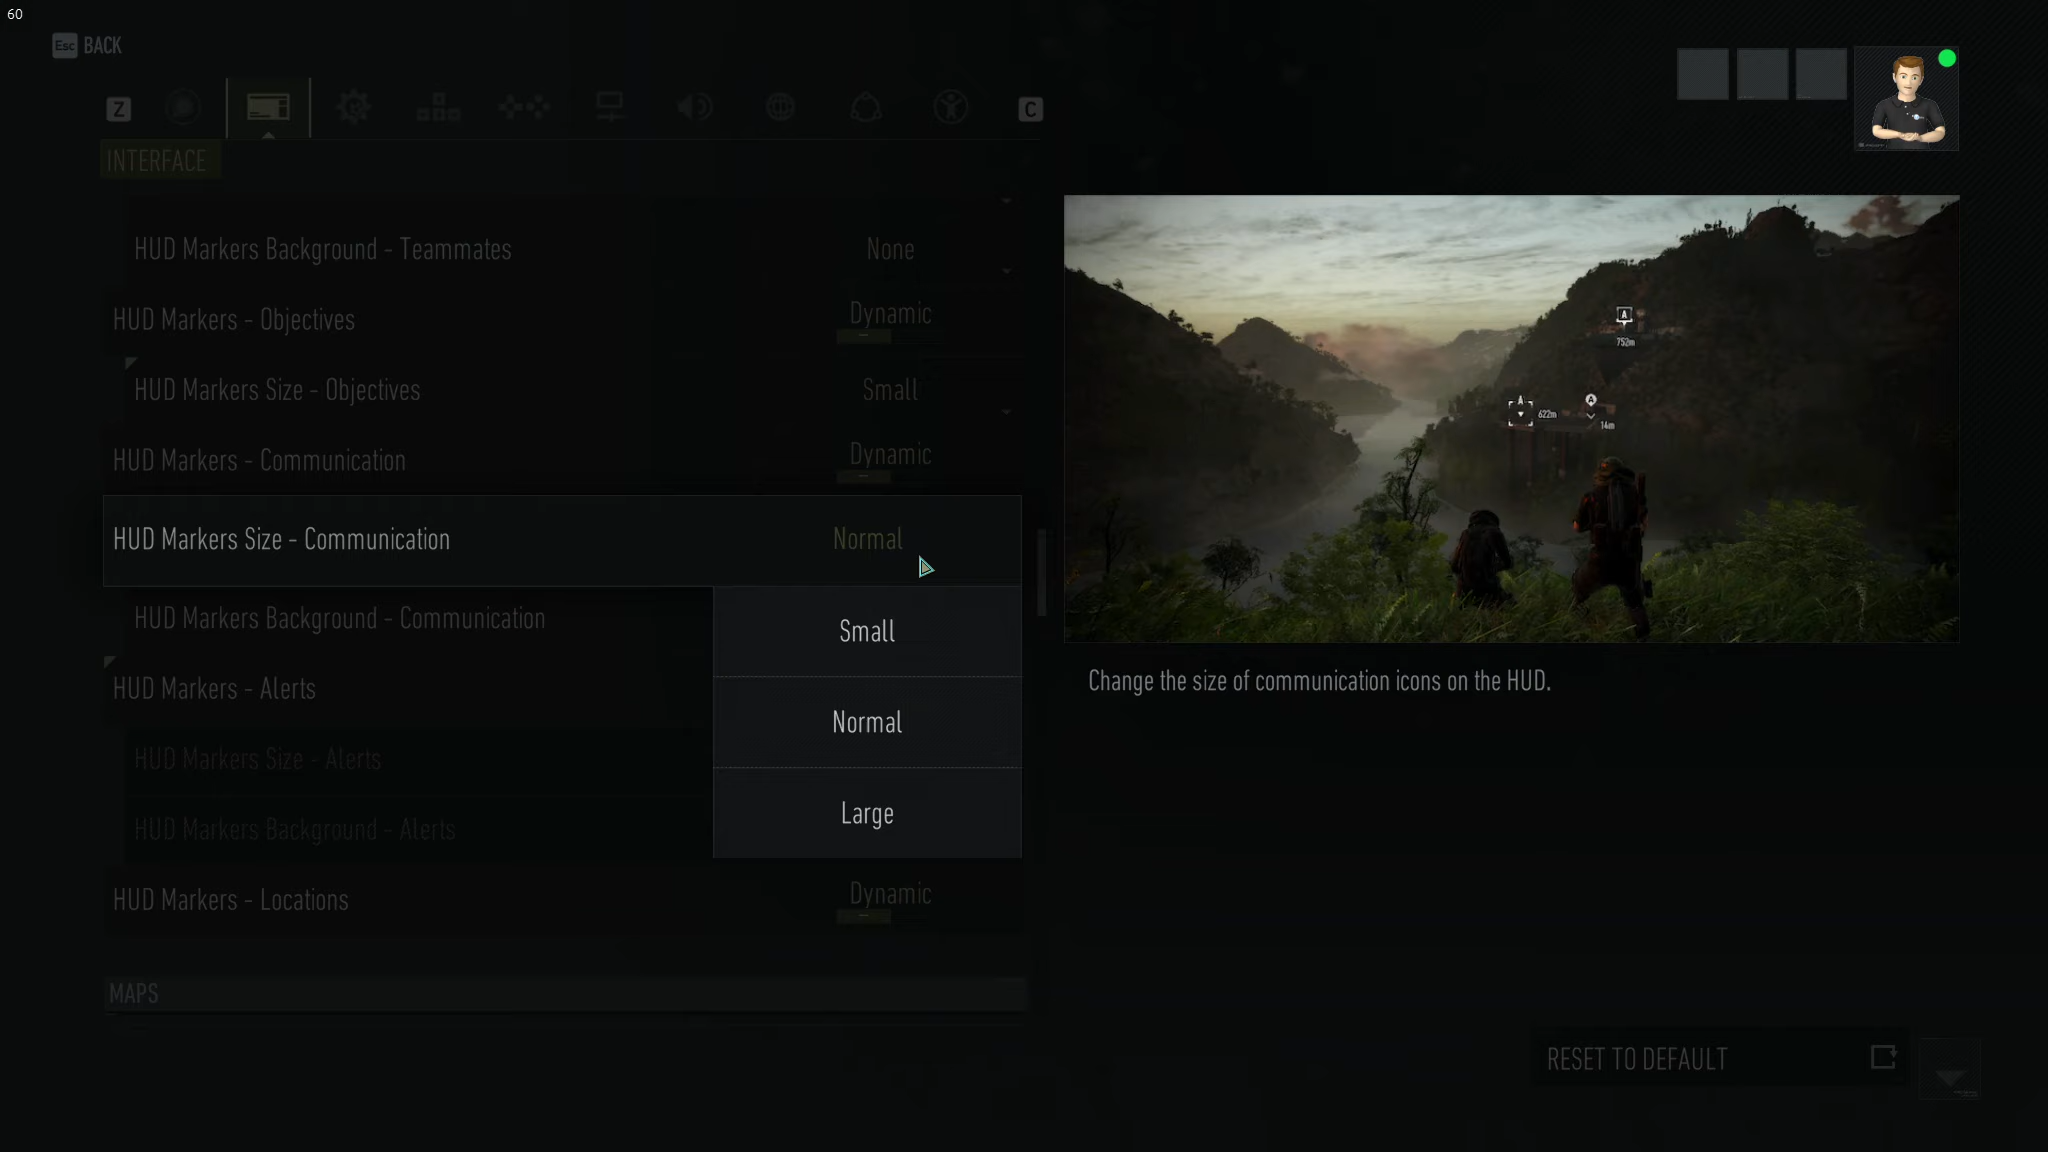 60
Esc BACK
Z
C
INTERFACE
HUD Markers Background - Teammates
None
HUD Markers - Objectives
Dynamic
HUD Markers Size - Objectives
Small
HUD Markers - Communication
Dynamic
HUD Markers Size - Communication
Normal
Small
Normal
Large
HUD Markers Background - Communication
HUD Markers - Alerts
HUD Markers Size - Alerts
HUD Markers Background - Alerts
HUD Markers - Locations
Dynamic
MAPS
A
752m
A
622m
A
14m
Change the size of communication icons on the HUD.
RESET TO DEFAULT